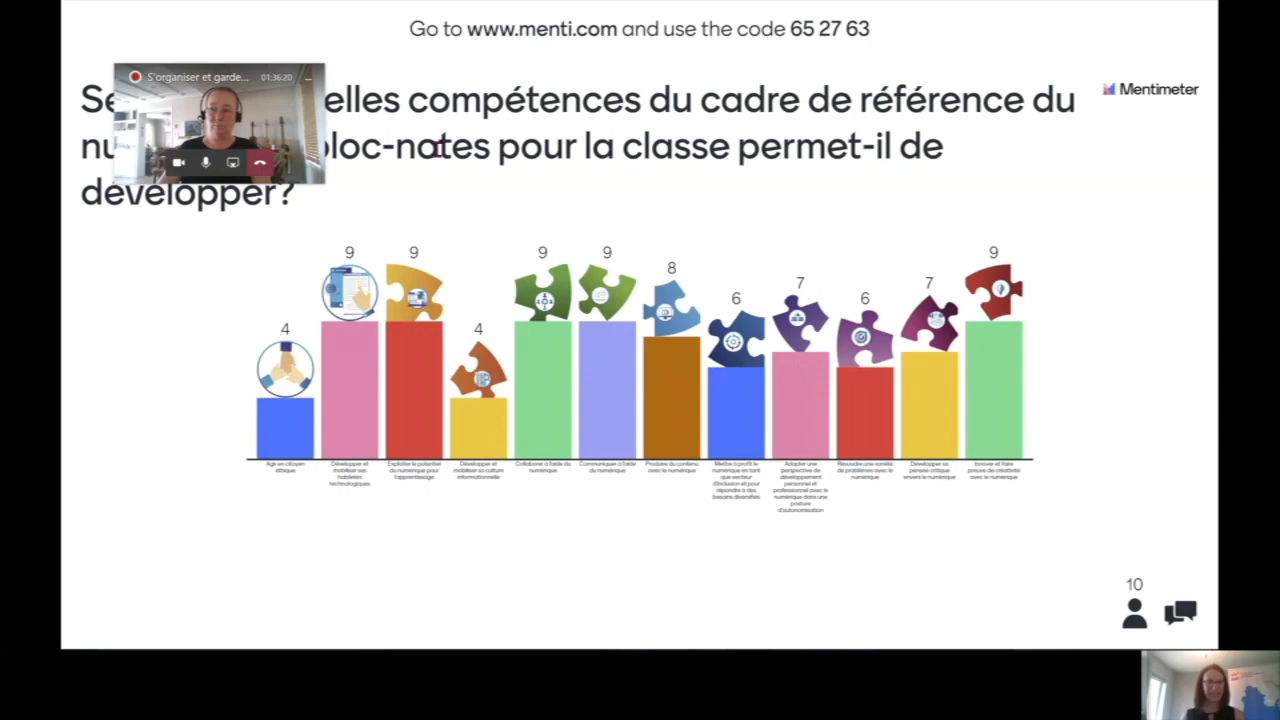 Go to www.menti.com and use the code 65 27 63
S'organiser et garde... 01:36:20
Se elles compétences du cadre de référence du
Mentimeter
nu loc-notes pour la classe permet-il de
développer?
4
9
9
4
9
9
8
6
7
6
7
9
Agir en citoyen
éthique
Développer et
mobiliser ses
habiletés
technologiques
Exploiter le potentiel
du numérique pour
l'apprentissage
Développer et
mobiliser sa culture
informationnelle
Collaborer à l'aide du
numérique
Communiquer à l'aide
du numérique
Produire du contenu
avec le numérique
Mettre à profit le
numérique en tant
que vecteur
d'inclusion et pour
répondre à des
besoins diversifiés
Adopter une
perspective de
développement
personnel et
professionnel avec le
numérique dans une
posture
d'autonomisation
Résoudre une variété
de problèmes avec le
numérique
Développer sa
pensée critique
envers le numérique
Innover et faire
preuve de créativité
avec le numérique
10